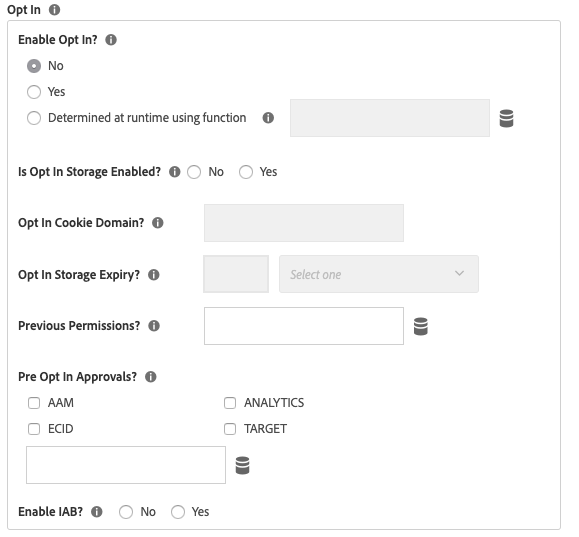 Opt In
Enable Opt In?
No
Yes
Determined at runtime using function
Is Opt In Storage Enabled? No Yes
Opt In Cookie Domain?
Opt In Storage Expiry? Select one
Previous Permissions?
Pre Opt In Approvals?
AAM ANALYTICS
ECID TARGET
Enable IAB? No Yes